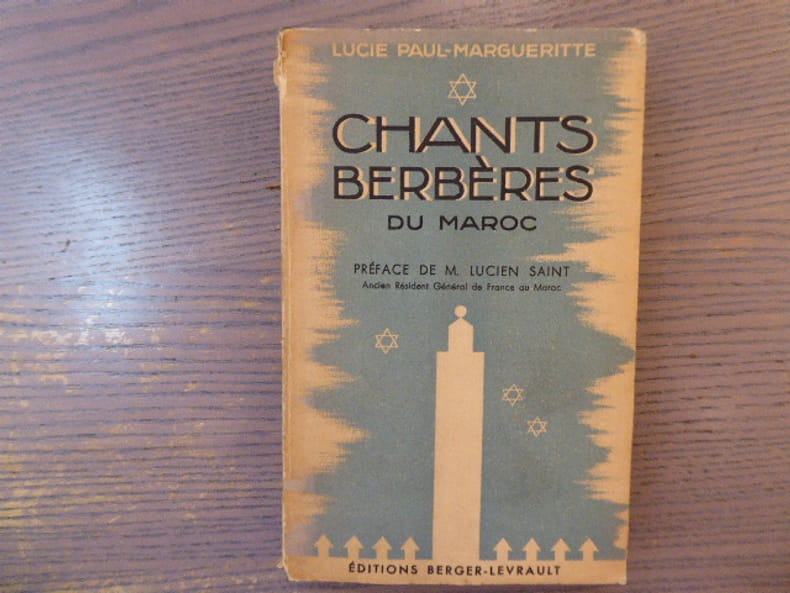 LUCIE PAUL-MARGUERITTE
CHANTS
BERBÈRES
DU MAROC
PRÉFACE DE M. LUCIEN SAINT
Ancien Résident Général de France au Maroc
ÉDITIONS BERGER-LEVRAULT